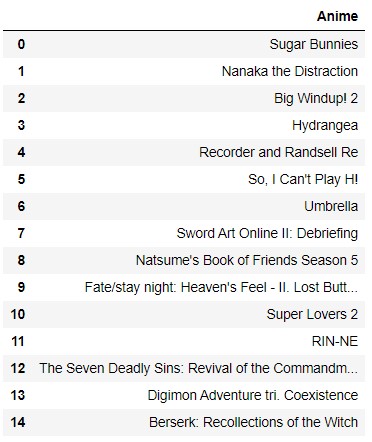 Anime
0 Sugar Bunnies
1 Nanaka the Distraction
2 Big Windup! 2
3 Hydrangea
4 Recorder and Randsell Re
5 So, I Can't Play H!
6 Umbrella
7 Sword Art Online II: Debriefing
8 Natsume's Book of Friends Season 5
9 Fate/stay night: Heaven's Feel - II. Lost Butt...
10 Super Lovers 2
11 RIN-NE
12 The Seven Deadly Sins: Revival of the Commandm...
13 Digimon Adventure tri. Coexistence
14 Berserk: Recollections of the Witch